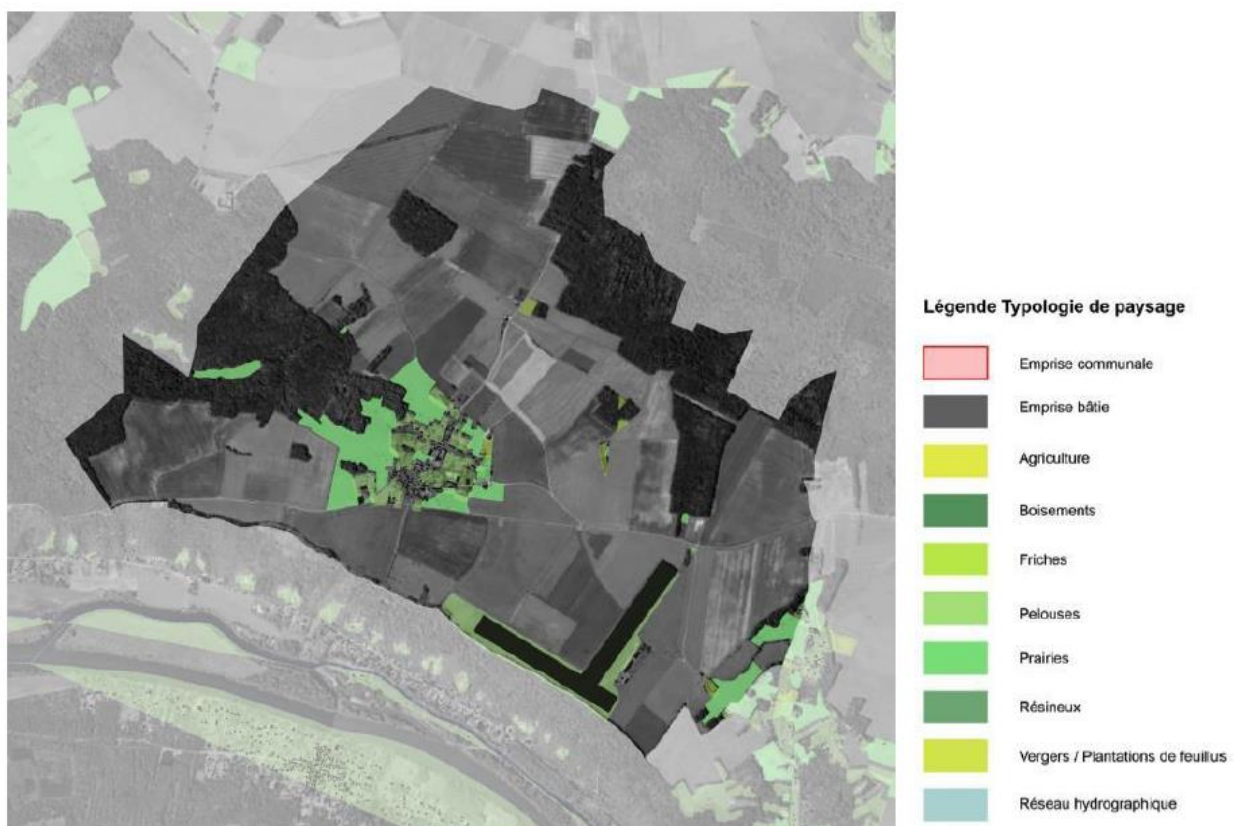 Légende Typologie de paysage
Emprise communale
Emprise bâtie
Agriculture
Boisements
Friches
Pelouses
Prairies
Résineux
Vergers / Plantations de feuillus
Réseau hydrographique